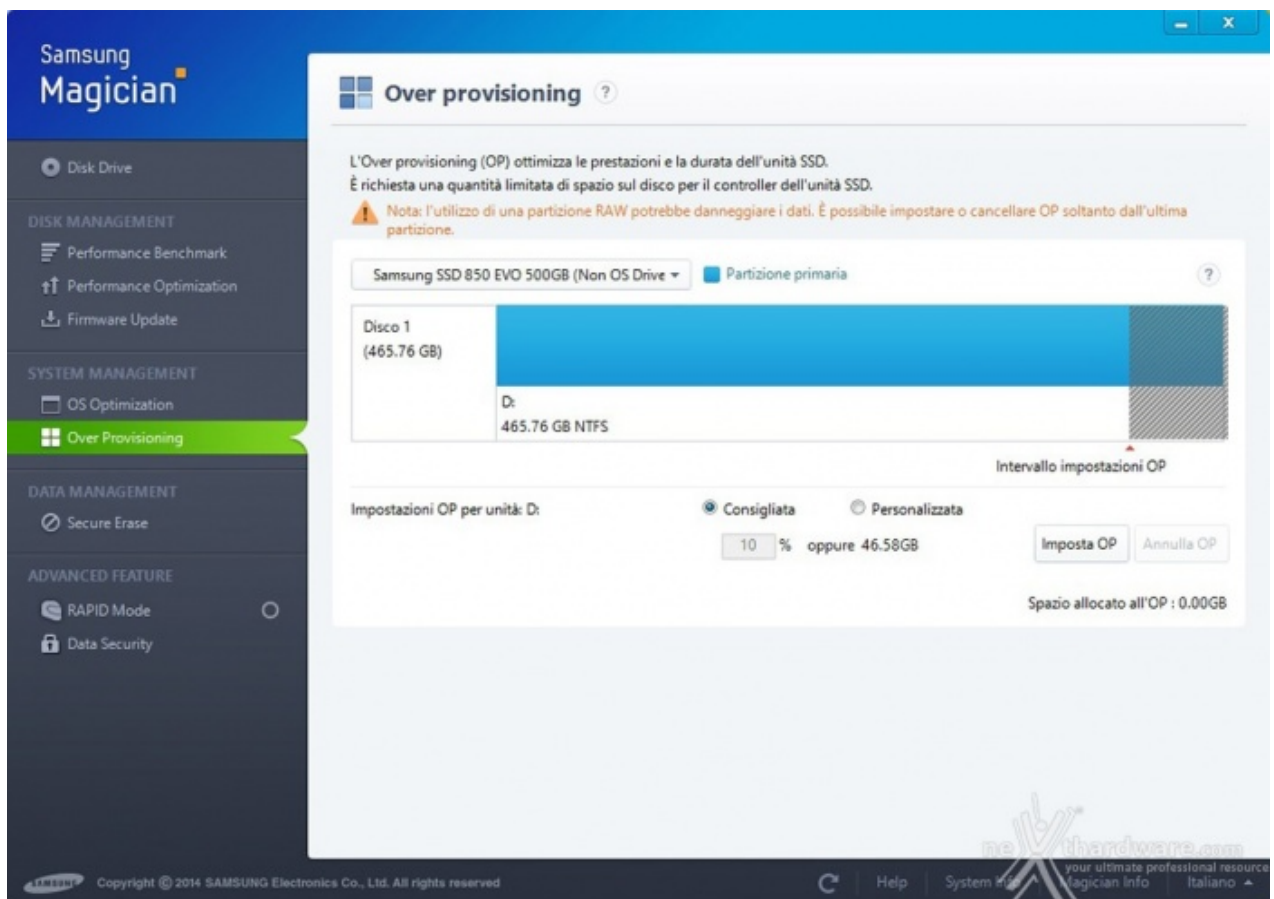 Samsung
Magician
Over provisioning ?
Disk Drive
DISK MANAGEMENT
Performance Benchmark
Performance Optimization
Firmware Update
SYSTEM MANAGEMENT
OS Optimization
Over Provisioning
DATA MANAGEMENT
Secure Erase
ADVANCED FEATURE
RAPID Mode
Data Security
L'Over provisioning (OP) ottimizza le prestazioni e la durata dell'unità SSD.
È richiesta una quantità limitata di spazio sul disco per il controller dell'unità SSD.
Nota: l'utilizzo di una partizione RAW potrebbe danneggiare i dati. È possibile impostare o cancellare OP soltanto dall'ultima
partizione.
Samsung SSD 850 EVO 500GB (Non OS Drive
Partizione primaria
?
Disco 1
(465.76 GB)
D:
465.76 GB NTFS
Intervallo impostazioni OP
Impostazioni OP per unità: D:
Consigliata
Personalizzata
10 % oppure 46.58GB
Imposta OP
Annulla OP
Spazio allocato all'OP : 0.00GB
SAMSUNG
Copyright © 2014 SAMSUNG Electronics Co., Ltd. All rights reserved
Help
System Info
Magician Info
Italiano
your ultimate professional resource